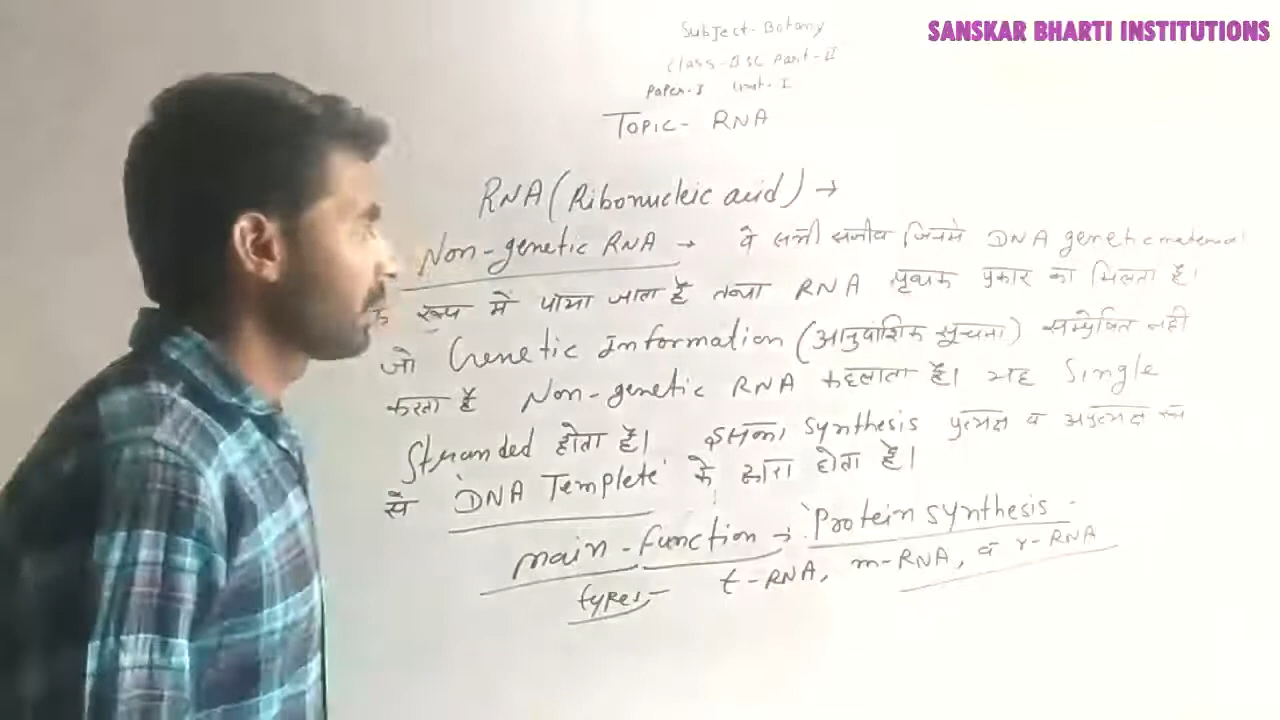 SANSKAR BHARTI INSTITUTIONS
Subject- Botany
Class- BSC Part-II
Paper-I Unit-I
Topic- RNA
RNA (Ribonucleic acid) →
Non-genetic RNA → वे सभी सजीव जिनमे DNA genetic material
के रूप में पाया जाता है तथा RNA पृथक प्रकार का मिलता है।
जो Genetic Information (आनुवांशिक सूचना) सम्प्रेषित नही
करता है Non-genetic RNA कहलाता है। यह Single
Stranded होता है। इसका Synthesis प्रत्यक्ष व अप्रत्यक्ष रूप
से DNA Templete के द्वारा होता है।
main-function → Protein synthesis -
types- t-RNA, m-RNA, व r-RNA